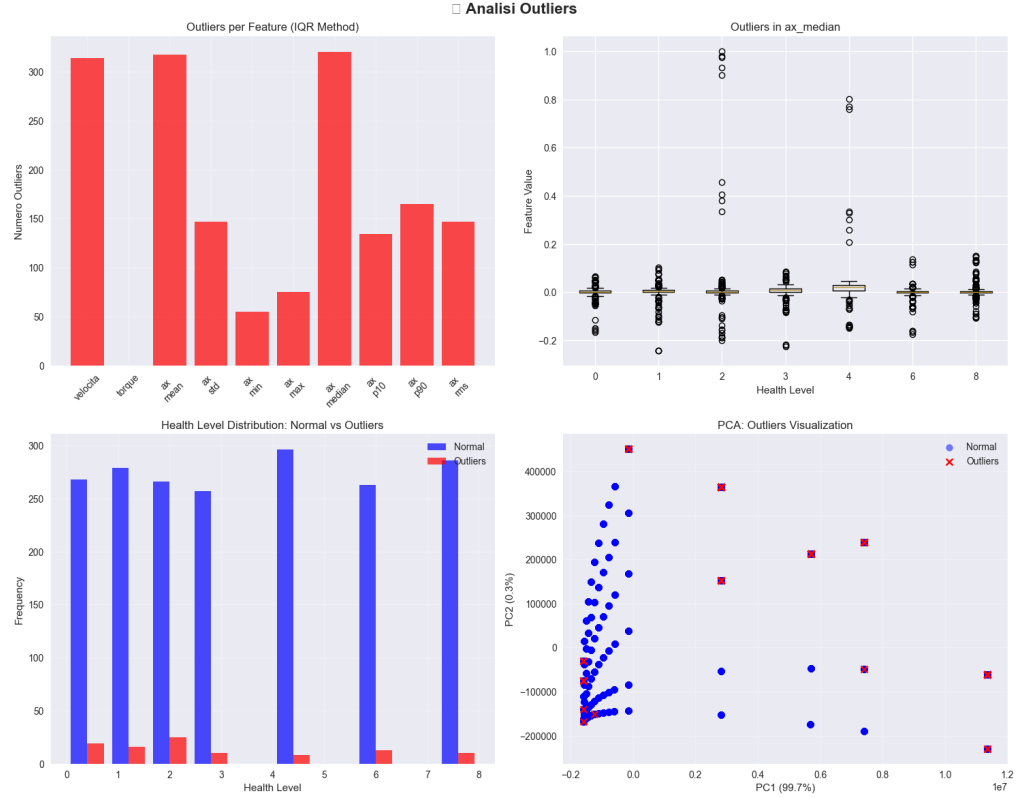 ▯ Analisi Outliers
Outliers per Feature (IQR Method)
Numero Outliers
300
250
200
150
100
50
0
velocita
torque
ax
mean
ax
std
ax
min
ax
max
ax
median
ax
p10
ax
p90
ax
rms
Outliers in ax_median
Feature Value
1.0
0.8
0.6
0.4
0.2
0.0
−0.2
0 1 2 3 4 6 8
Health Level
Health Level Distribution: Normal vs Outliers
Normal
Outliers
Frequency
300
250
200
150
100
50
0
0 1 2 3 4 5 6 7 8
Health Level
PCA: Outliers Visualization
Normal
Outliers
PC2 (0.3%)
400000
300000
200000
100000
0
−100000
−200000
−0.2 0.0 0.2 0.4 0.6 0.8 1.0 1.2
1e7
PC1 (99.7%)